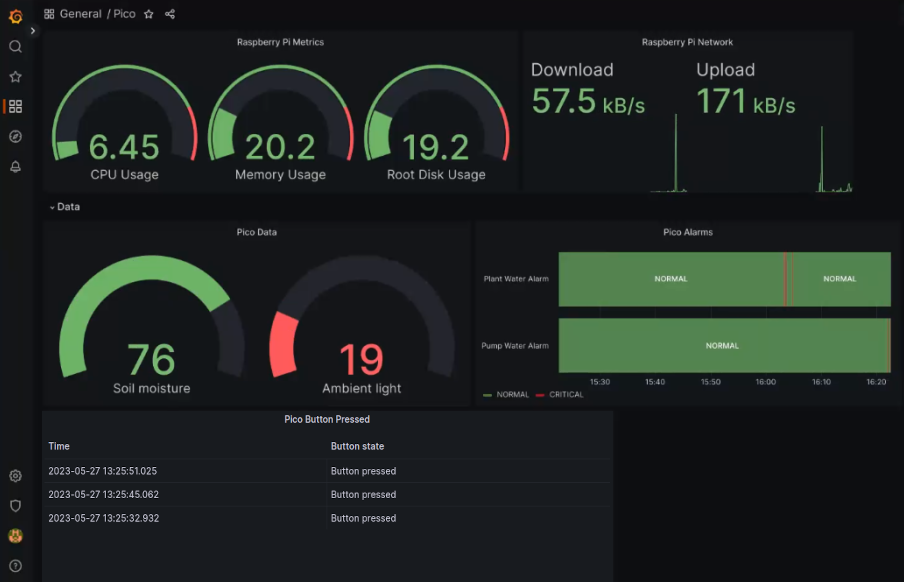 General / Pico
Raspberry Pi Metrics
6.45
CPU Usage
20.2
Memory Usage
19.2
Root Disk Usage
Raspberry Pi Network
Download
57.5 kB/s
Upload
171 kB/s
Data
Pico Data
76
Soil moisture
19
Ambient light
Pico Alarms
Plant Water Alarm
NORMAL
NORMAL
Pump Water Alarm
NORMAL
15:30 15:40 15:50 16:00 16:10 16:20
NORMAL CRITICAL
Pico Button Pressed
Time Button state
2023-05-27 13:25:51.025 Button pressed
2023-05-27 13:25:45.062 Button pressed
2023-05-27 13:25:32.932 Button pressed